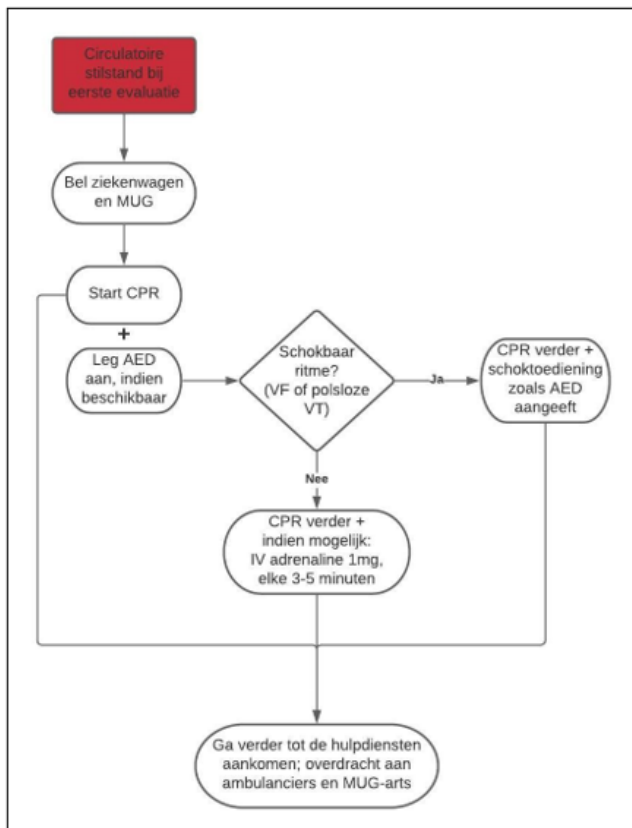 Circulatoire
stilstand bij
eerste evaluatie
Bel ziekenwagen
en MUG
Start CPR
+
Leg AED
aan, indien
beschikbaar
Schokbaar
ritme?
(VF of polsloze
VT)
Ja
CPR verder +
schoktoediening
zoals AED
aangeeft
Nee
CPR verder +
indien mogelijk:
IV adrenaline 1mg,
elke 3-5 minuten
Ga verder tot de hulpdiensten
aankomen; overdracht aan
ambulanciers en MUG-arts